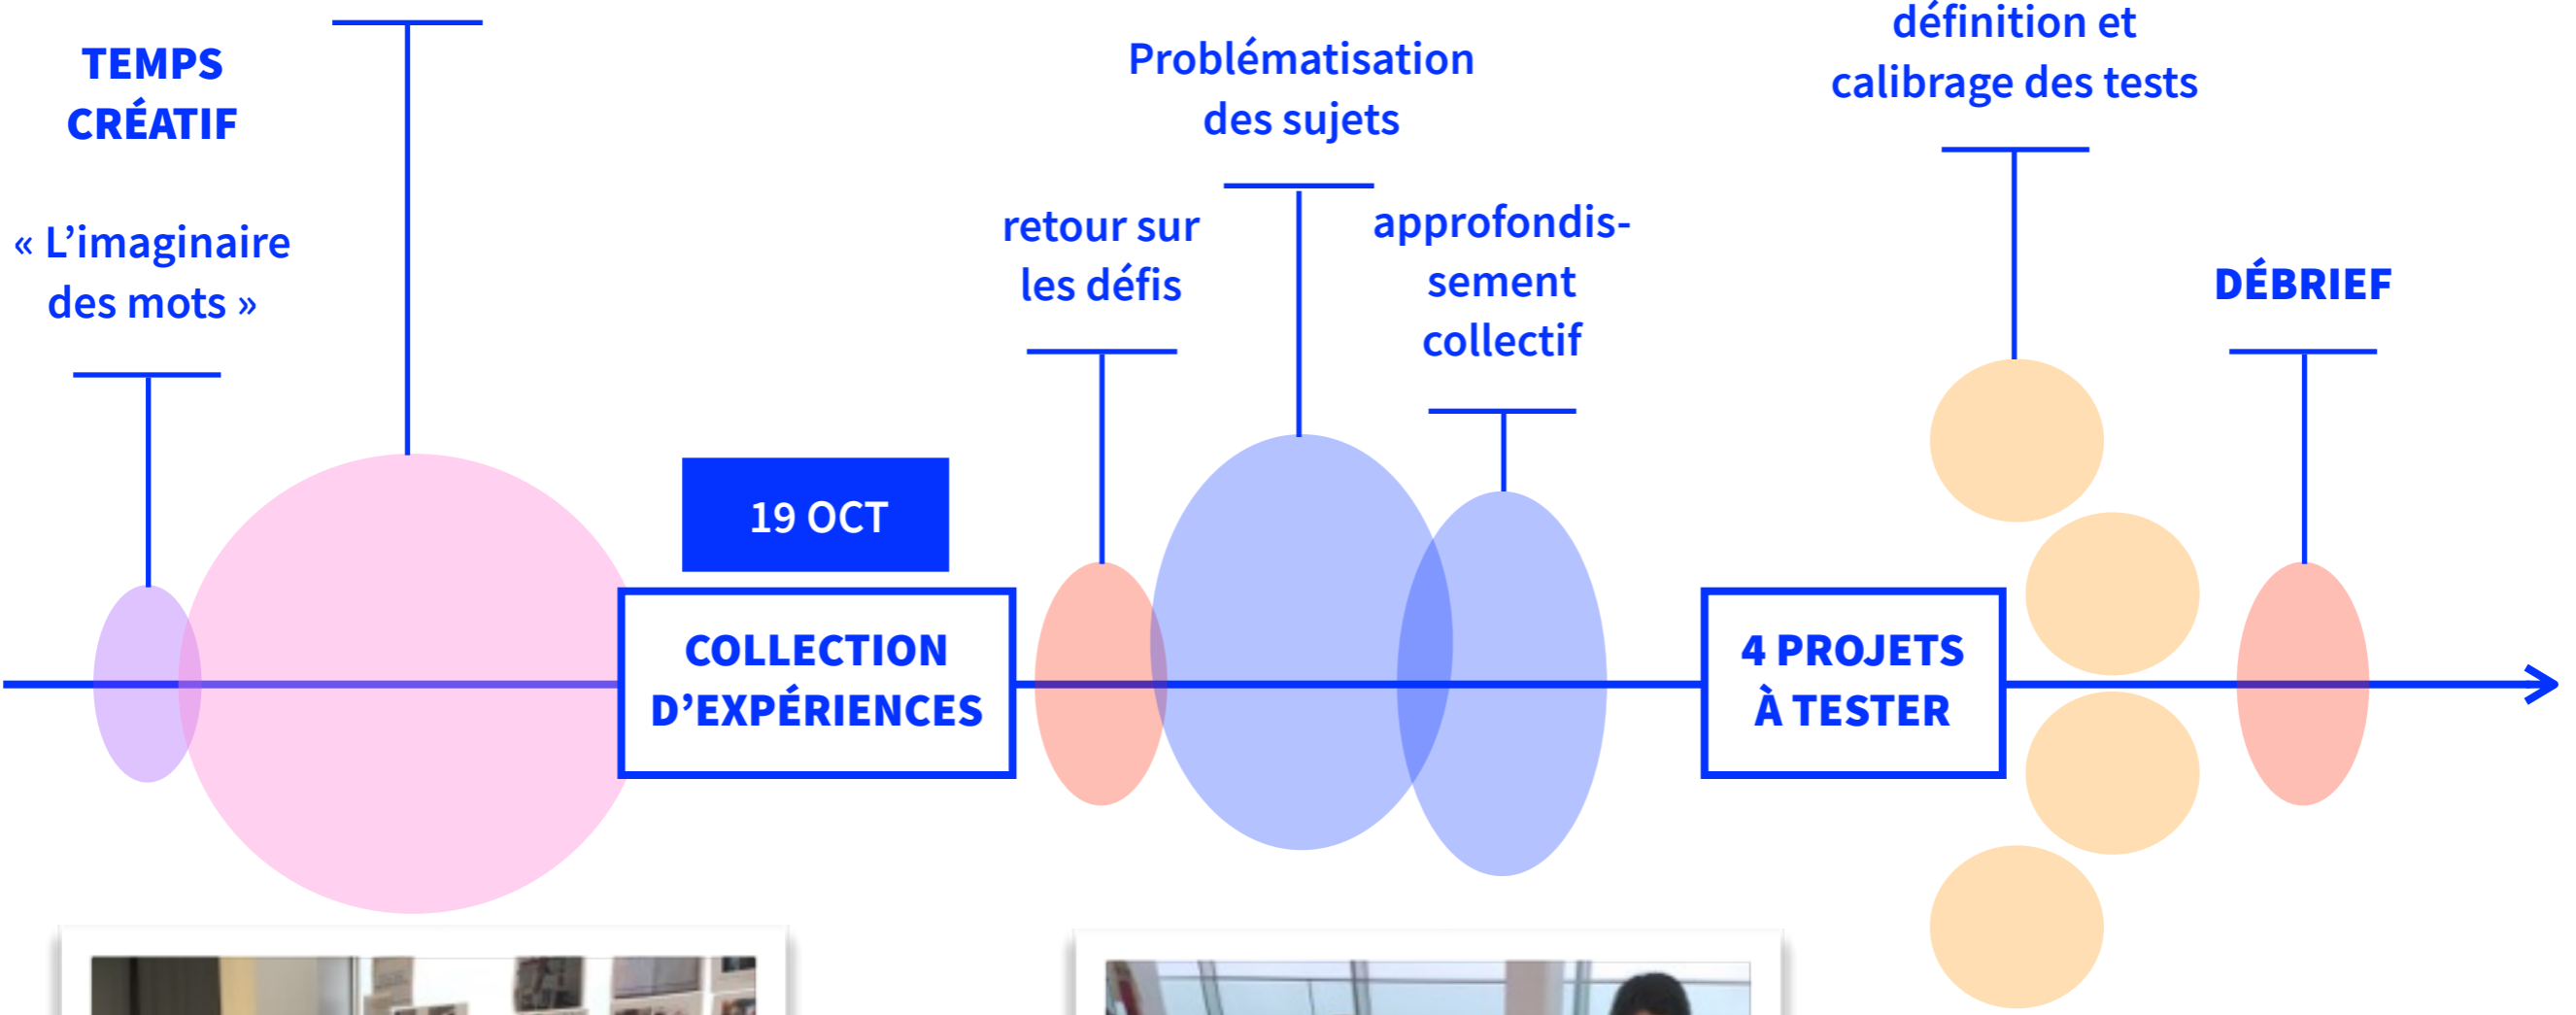 TEMPS
CRÉATIF
« L’imaginaire
des mots »
19 OCT
COLLECTION
D’EXPÉRIENCES
retour sur
les défis
Problématisation
des sujets
approfondis-
sement
collectif
4 PROJETS
À TESTER
définition et
calibrage des tests
DÉBRIEF